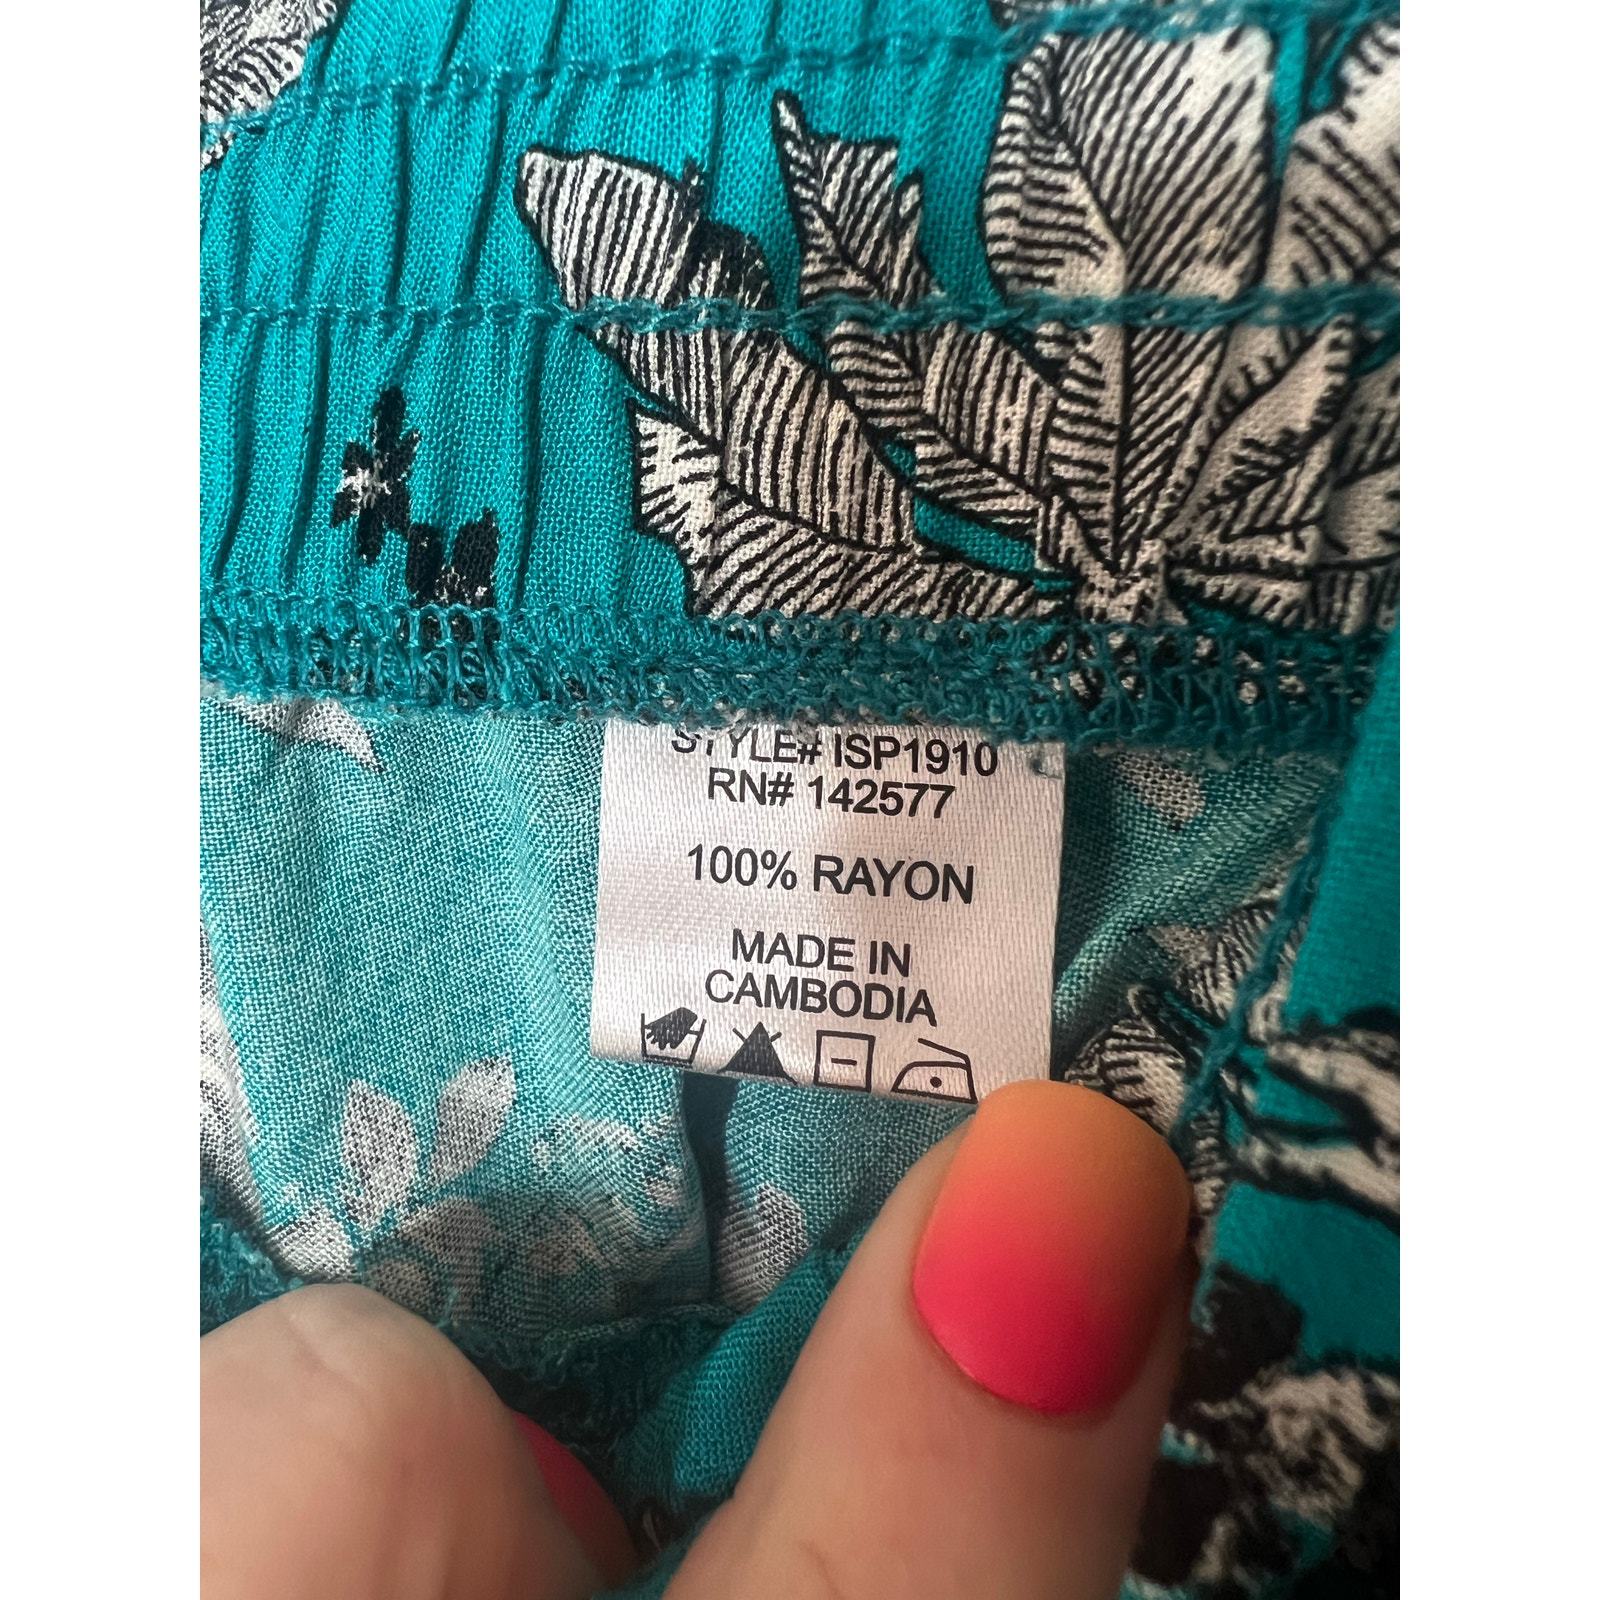 STYLE# ISP1910
RN# 142577
100% RAYON
MADE IN
CAMBODIA